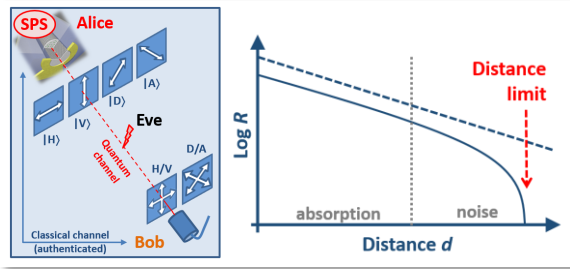 SPS
Alice
|A⟩
|D⟩
|V⟩
|H⟩
Eve
Quantum
channel
D/A
H/V
Classical channel
(authenticated)
Bob
Log R
Distance
limit
absorption
noise
Distance d